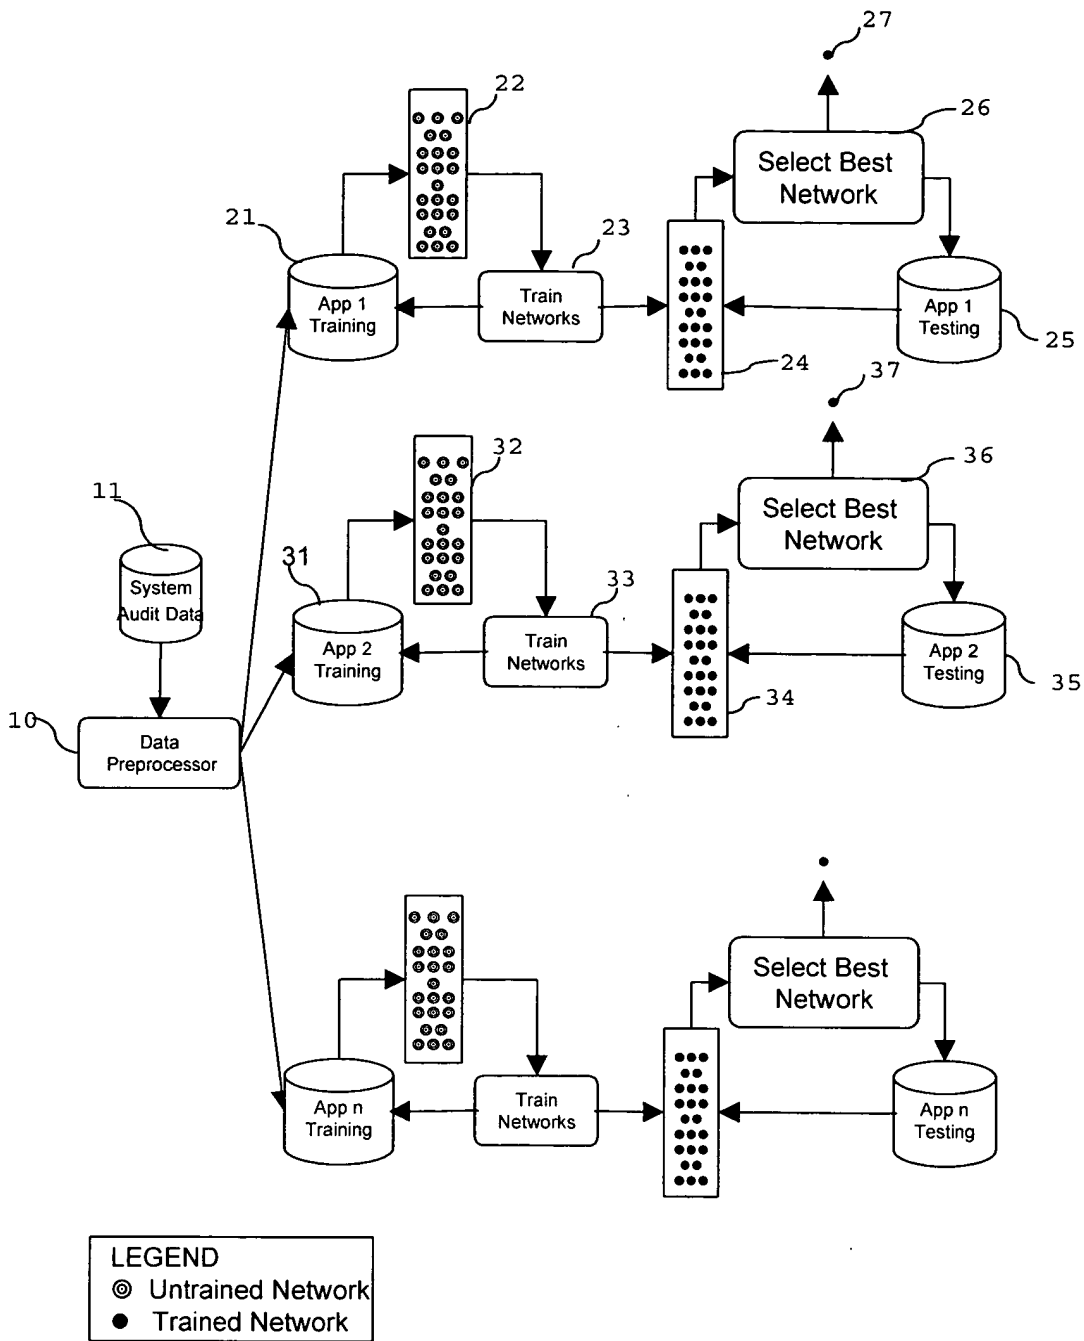 27
22
26
Select Best
Network
21
23
App 1
Training
Train
Networks
App 1
Testing
25
24
37
32
36
Select Best
Network
11
System
Audit Data
31
33
App 2
Training
Train
Networks
App 2
Testing
35
34
10
Data
Preprocessor
Select Best
Network
App n
Training
Train
Networks
App n
Testing
LEGEND
Untrained Network
Trained Network